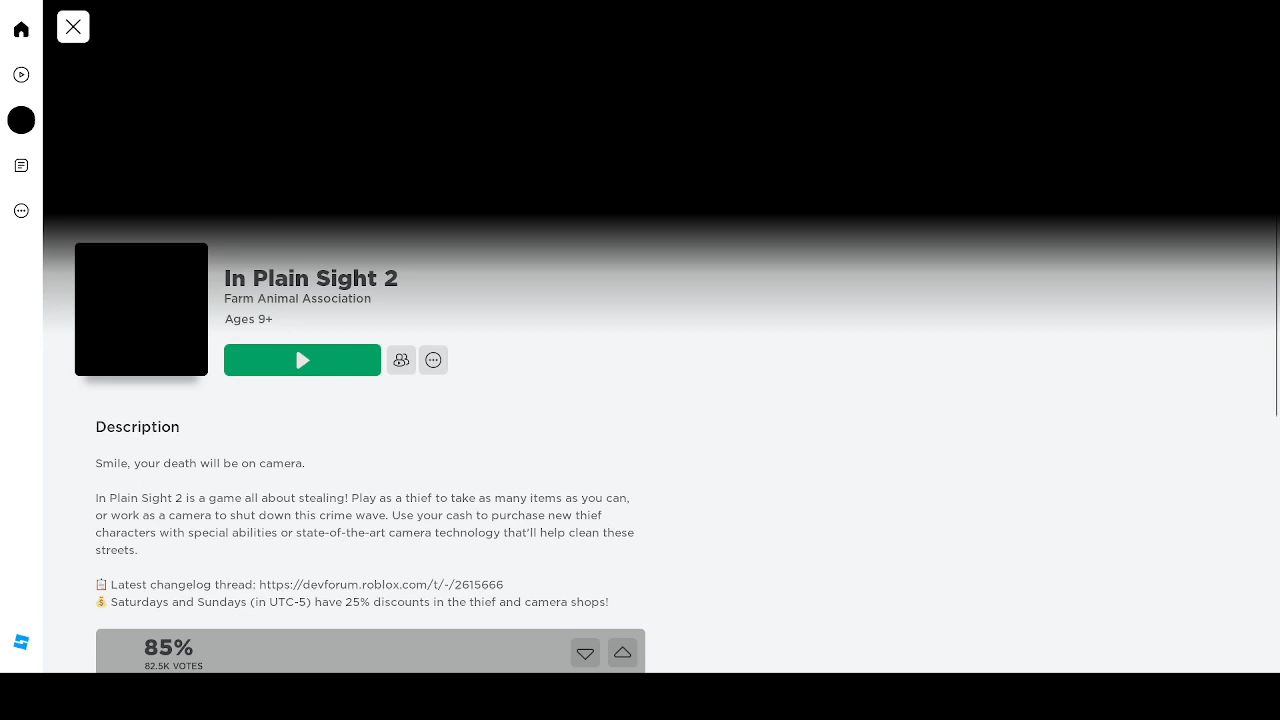 In Plain Sight 2
Farm Animal Association
Ages 9+
Description
Smile, your death will be on camera.
In Plain Sight 2 is a game all about stealing! Play as a thief to take as many items as you can,
or work as a camera to shut down this crime wave. Use your cash to purchase new thief
characters with special abilities or state-of-the-art camera technology that'll help clean these
streets.
📋 Latest changelog thread: https://devforum.roblox.com/t/-/2615666
💰 Saturdays and Sundays (in UTC-5) have 25% discounts in the thief and camera shops!
85%
82.5K VOTES